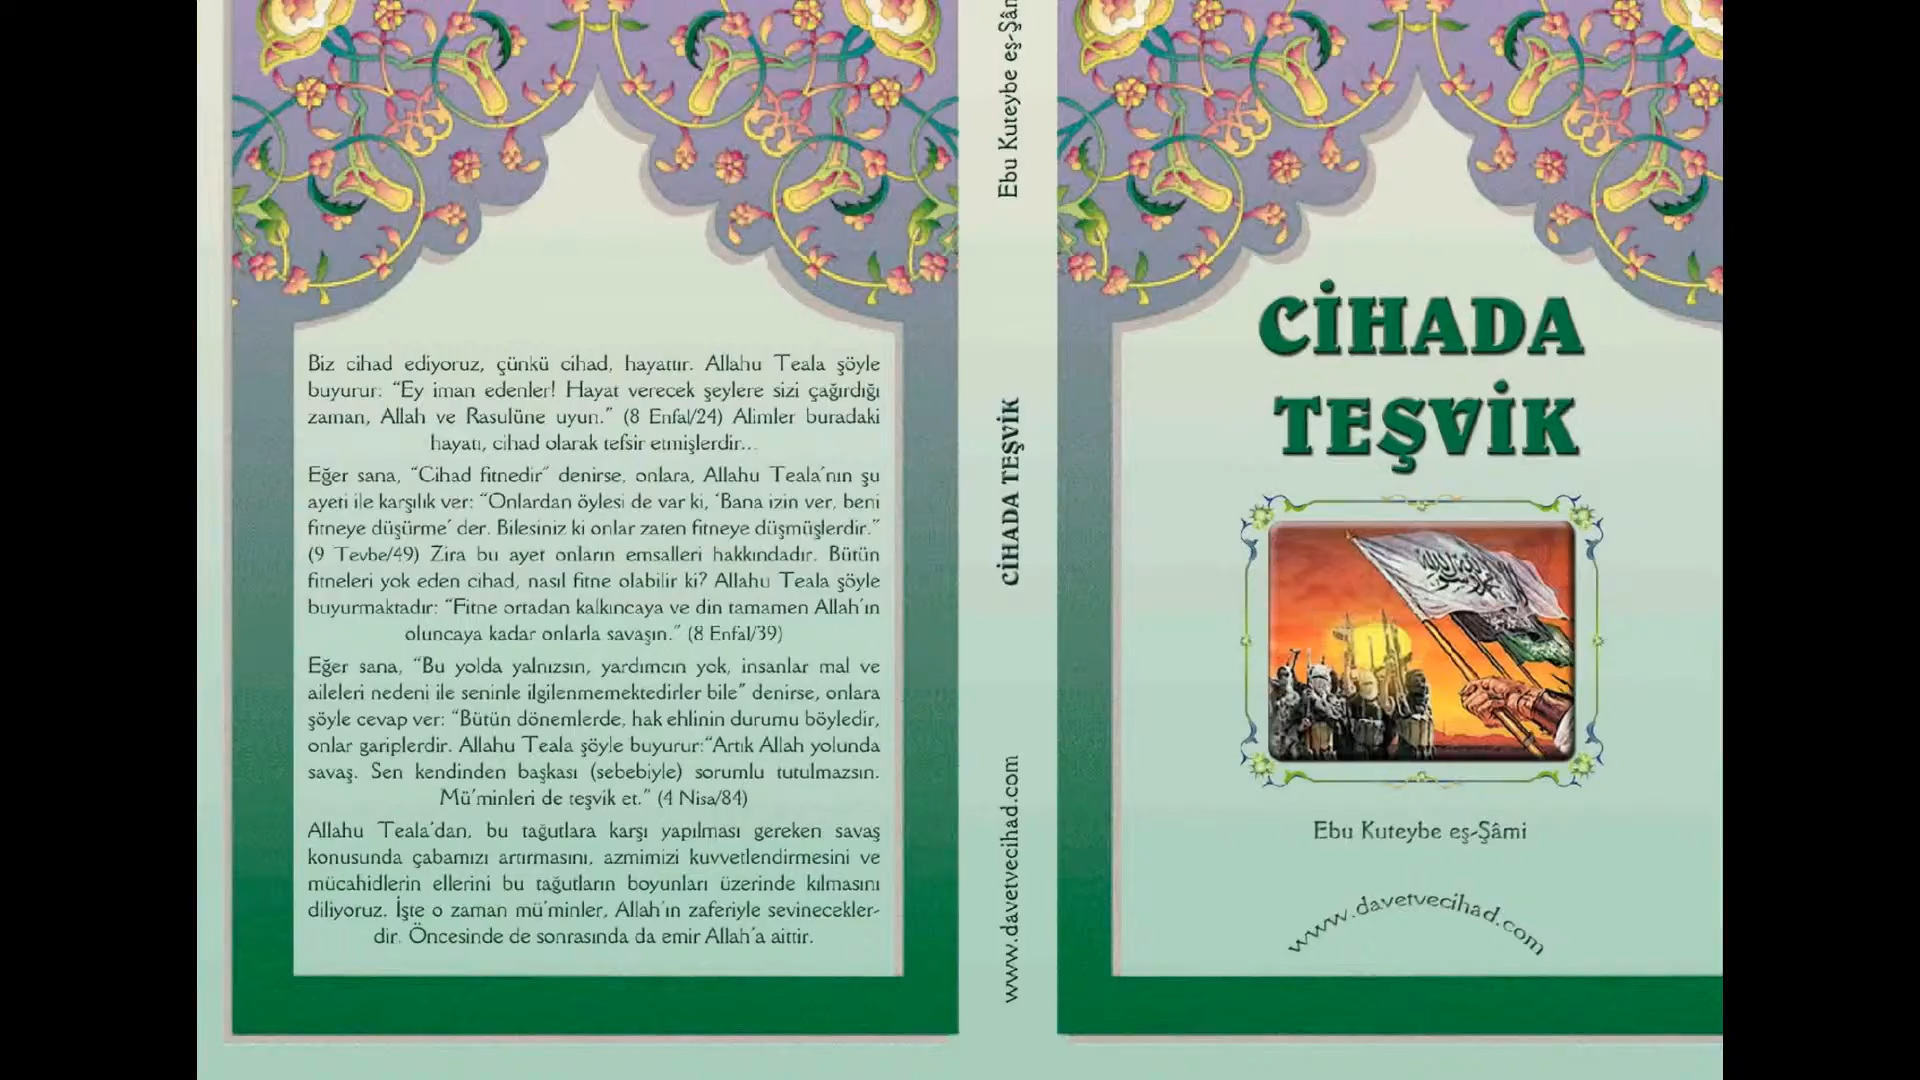 Biz cihad ediyoruz, çünkü cihad, hayattır. Allahu Teala şöyle
buyurur: “Ey iman edenler! Hayat verecek şeylere sizi çağırdığı
zaman, Allah ve Rasulüne uyun.” (8 Enfal/24) Alimler buradaki
hayatı, cihad olarak tefsir etmişlerdir...
Eğer sana, “Cihad fitnedir” denirse, onlara, Allahu Teala’nın şu
ayeti ile karşılık ver: “Onlardan öylesi de var ki, ‘Bana izin ver, beni
fitneye düşürme’ der. Bilesiniz ki onlar zaten fitneye düşmüşlerdir.”
(9 Tevbe/49) Zira bu ayet onların emsalleri hakkındadır. Bütün
fitneleri yok eden cihad, nasıl fitne olabilir ki? Allahu Teala şöyle
buyurmaktadır: “Fitne ortadan kalkıncaya ve din tamamen Allah’ın
oluncaya kadar onlarla savaşın.” (8 Enfal/39)
Eğer sana, “Bu yolda yalnızsın, yardımcın yok, insanlar mal ve
aileleri nedeni ile seninle ilgilenmemektedirler bile” denirse, onlara
şöyle cevap ver: “Bütün dönemlerde, hak ehlinin durumu böyledir,
onlar gariplerdir. Allahu Teala şöyle buyurur:“Artık Allah yolunda
savaş. Sen kendinden başkası (sebebiyle) sorumlu tutulmazsın.
Mü’minleri de teşvik et.” (4 Nisa/84)
Allahu Teala’dan, bu tağutlara karşı yapılması gereken savaş
konusunda çabamızı artırmasını, azmimizi kuvvetlendirmesini ve
mücahidlerin ellerini bu tağutların boyunları üzerinde kılmasını
diliyoruz. İşte o zaman mü’minler, Allah’ın zaferiyle sevinecekler-
dir. Öncesinde de sonrasında da emir Allah’a aittir.
Ebu Kuteybe eş-Şâm
CİHADA TEŞVİK
www.davetvecihad.com
CİHADA
TEŞVİK
Ebu Kuteybe eş-Şâmi
www.davetvecihad.com